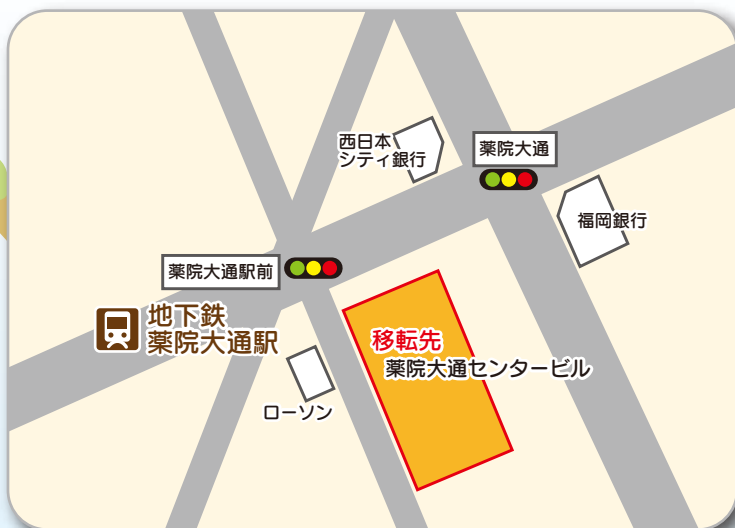 西日本
シティ銀行
薬院大通
福岡銀行
薬院大通駅前
地下鉄
薬院大通駅
移転先
薬院大通センタービル
ローソン